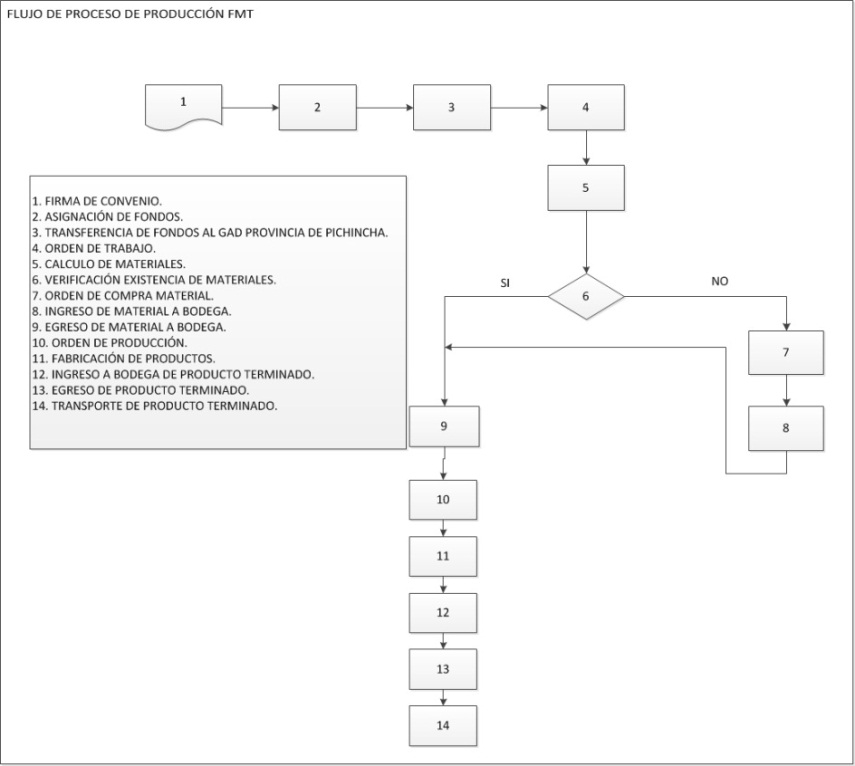 FLUJO DE PROCESO DE PRODUCCIÓN FMT
1
2
3
4
5
1. FIRMA DE CONVENIO.
2. ASIGNACIÓN DE FONDOS.
3. TRANSFERENCIA DE FONDOS AL GAD PROVINCIA DE PICHINCHA.
4. ORDEN DE TRABAJO.
5. CALCULO DE MATERIALES.
6. VERIFICACIÓN EXISTENCIA DE MATERIALES.
7. ORDEN DE COMPRA MATERIAL.
8. INGRESO DE MATERIAL A BODEGA.
9. EGRESO DE MATERIAL A BODEGA.
10. ORDEN DE PRODUCCIÓN.
11. FABRICACIÓN DE PRODUCTOS.
12. INGRESO A BODEGA DE PRODUCTO TERMINADO.
13. EGRESO DE PRODUCTO TERMINADO.
14. TRANSPORTE DE PRODUCTO TERMINADO.
SI
6
NO
7
8
9
10
11
12
13
14